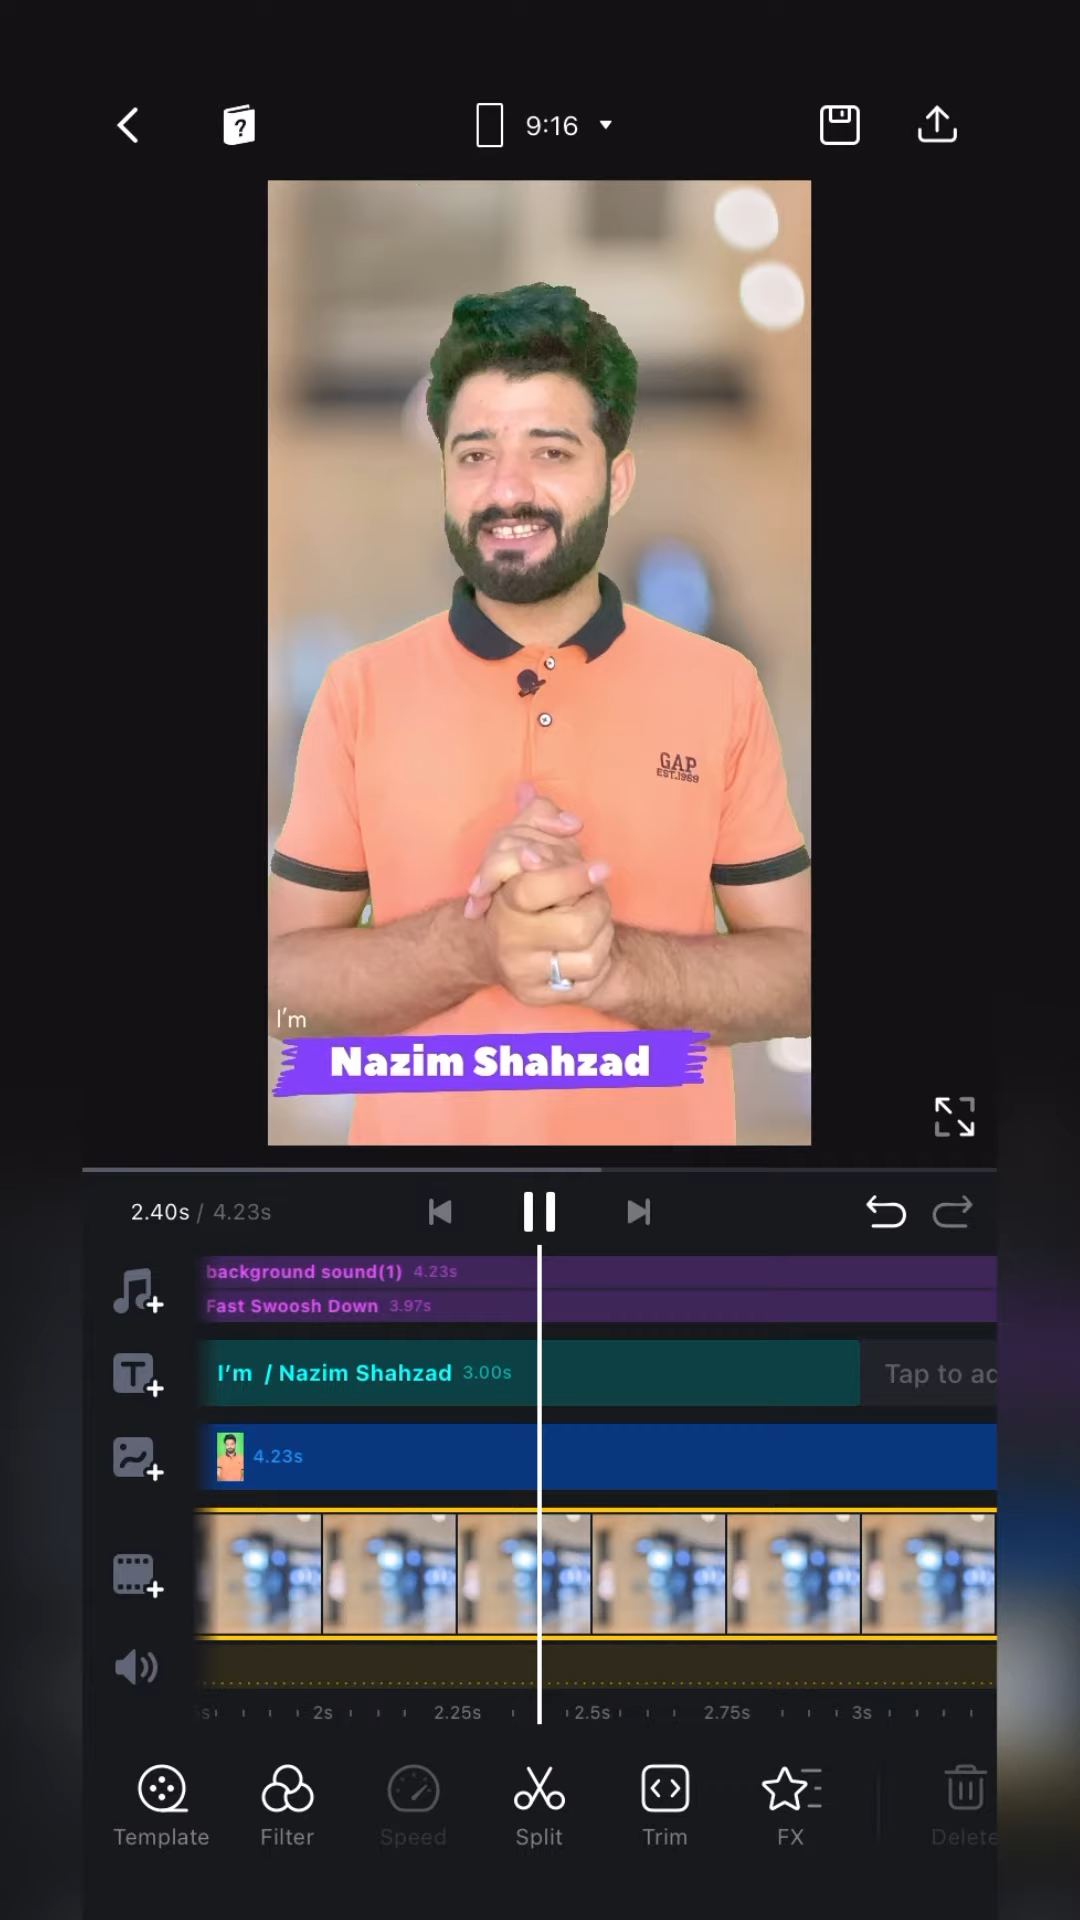 ?
9:16
GAP
EST.1969
I'm
Nazim Shahzad
2.40s / 4.23s
background sound(1) 4.23s
Fast Swoosh Down 3.97s
T
I'm / Nazim Shahzad 3.00s
Tap to ad
4.23s
2s 2.25s 2.5s 2.75s 3s
Template Filter Speed Split Trim FX Delete